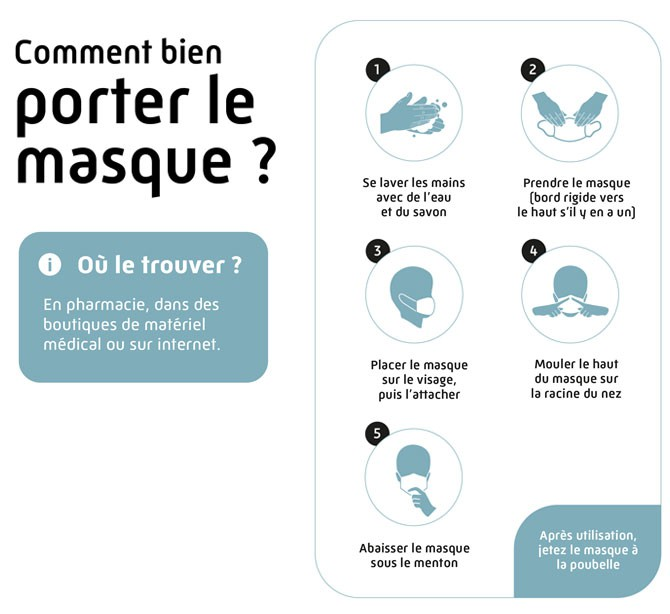 Comment bien
porter le
masque ?
i Où le trouver ?
En pharmacie, dans des
boutiques de matériel
médical ou sur internet.
1
Se laver les mains
avec de l'eau
et du savon
2
Prendre le masque
(bord rigide vers
le haut s'il y en a un)
3
Placer le masque
sur le visage,
puis l'attacher
4
Mouler le haut
du masque sur
la racine du nez
5
Abaisser le masque
sous le menton
Après utilisation,
jetez le masque à
la poubelle